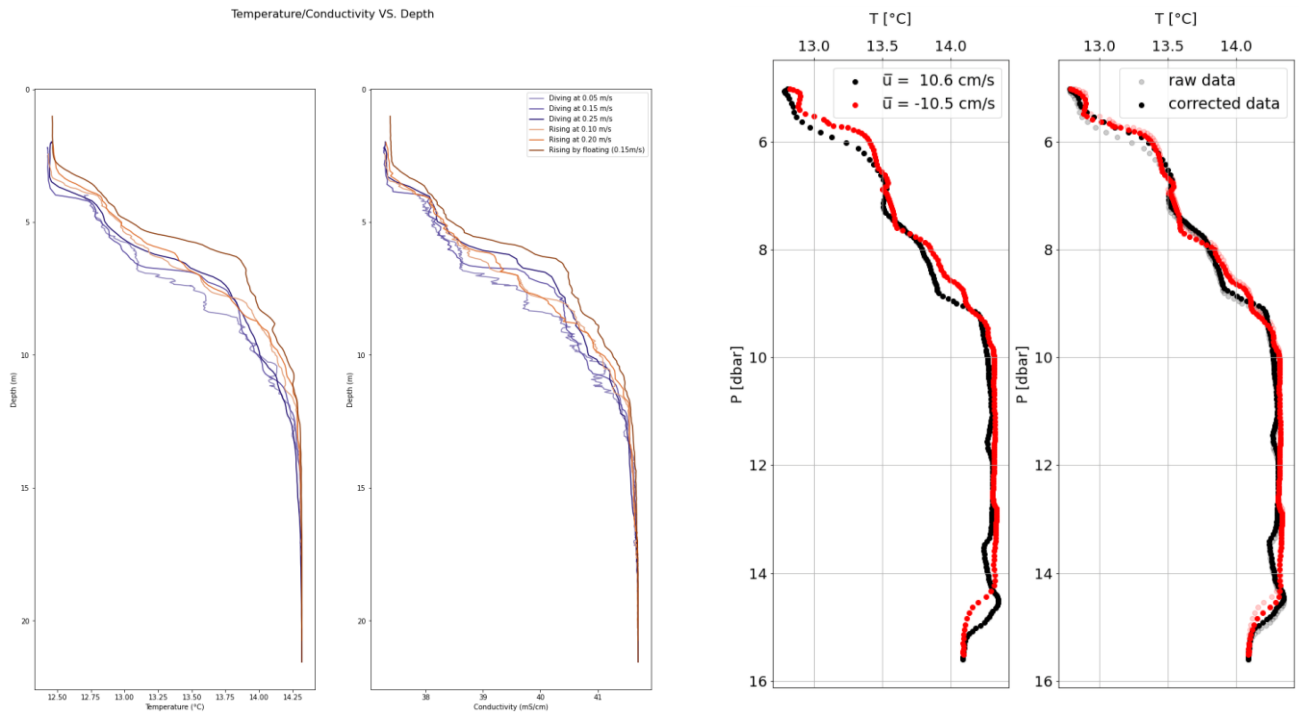 Temperature/Conductivity VS. Depth
0
5
10
15
20
Depth (m)
12.50 12.75 13.00 13.25 13.50 13.75 14.00 14.25
Temperature (°C)
0
5
10
15
20
Depth (m)
Diving at 0.05 m/s
Diving at 0.15 m/s
Diving at 0.25 m/s
Rising at 0.10 m/s
Rising at 0.20 m/s
Rising by floating (0.15m/s)
38 39 40 41
Conductivity (mS/cm)
T [°C]
13.0 13.5 14.0
u̅ = 10.6 cm/s
u̅ = -10.5 cm/s
6
8
10
12
14
16
P [dbar]
T [°C]
13.0 13.5 14.0
raw data
corrected data
6
8
10
12
14
16
P [dbar]